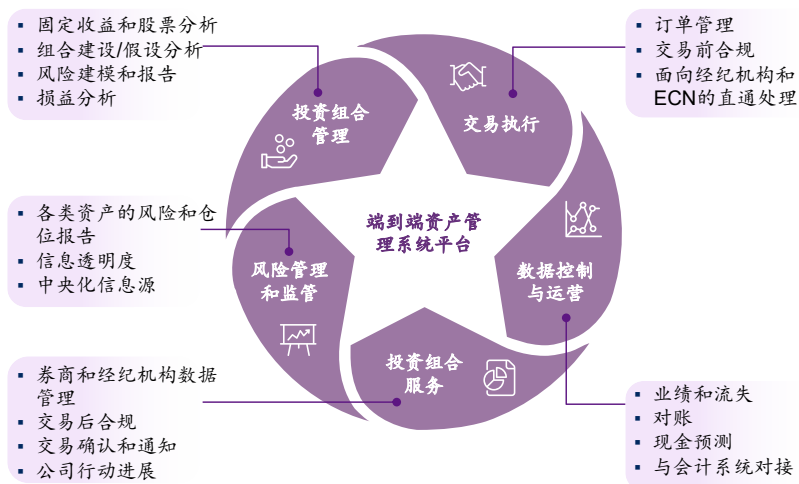 ▪ 固定收益和股票分析
▪ 组合建设/假设分析
▪ 风险建模和报告
▪ 损益分析
▪ 订单管理
▪ 交易前合规
▪ 面向经纪机构和
ECN的直通处理
投资组合
管理
交易执行
▪ 各类资产的风险和仓
位报告
▪ 信息透明度
▪ 中央化信息源
端到端资产管
理系统平台
风险管理
和监管
数据控制
与运营
投资组合
服务
▪ 券商和经纪机构数据
管理
▪ 交易后合规
▪ 交易确认和通知
▪ 公司行动进展
▪ 业绩和流失
▪ 对账
▪ 现金预测
▪ 与会计系统对接